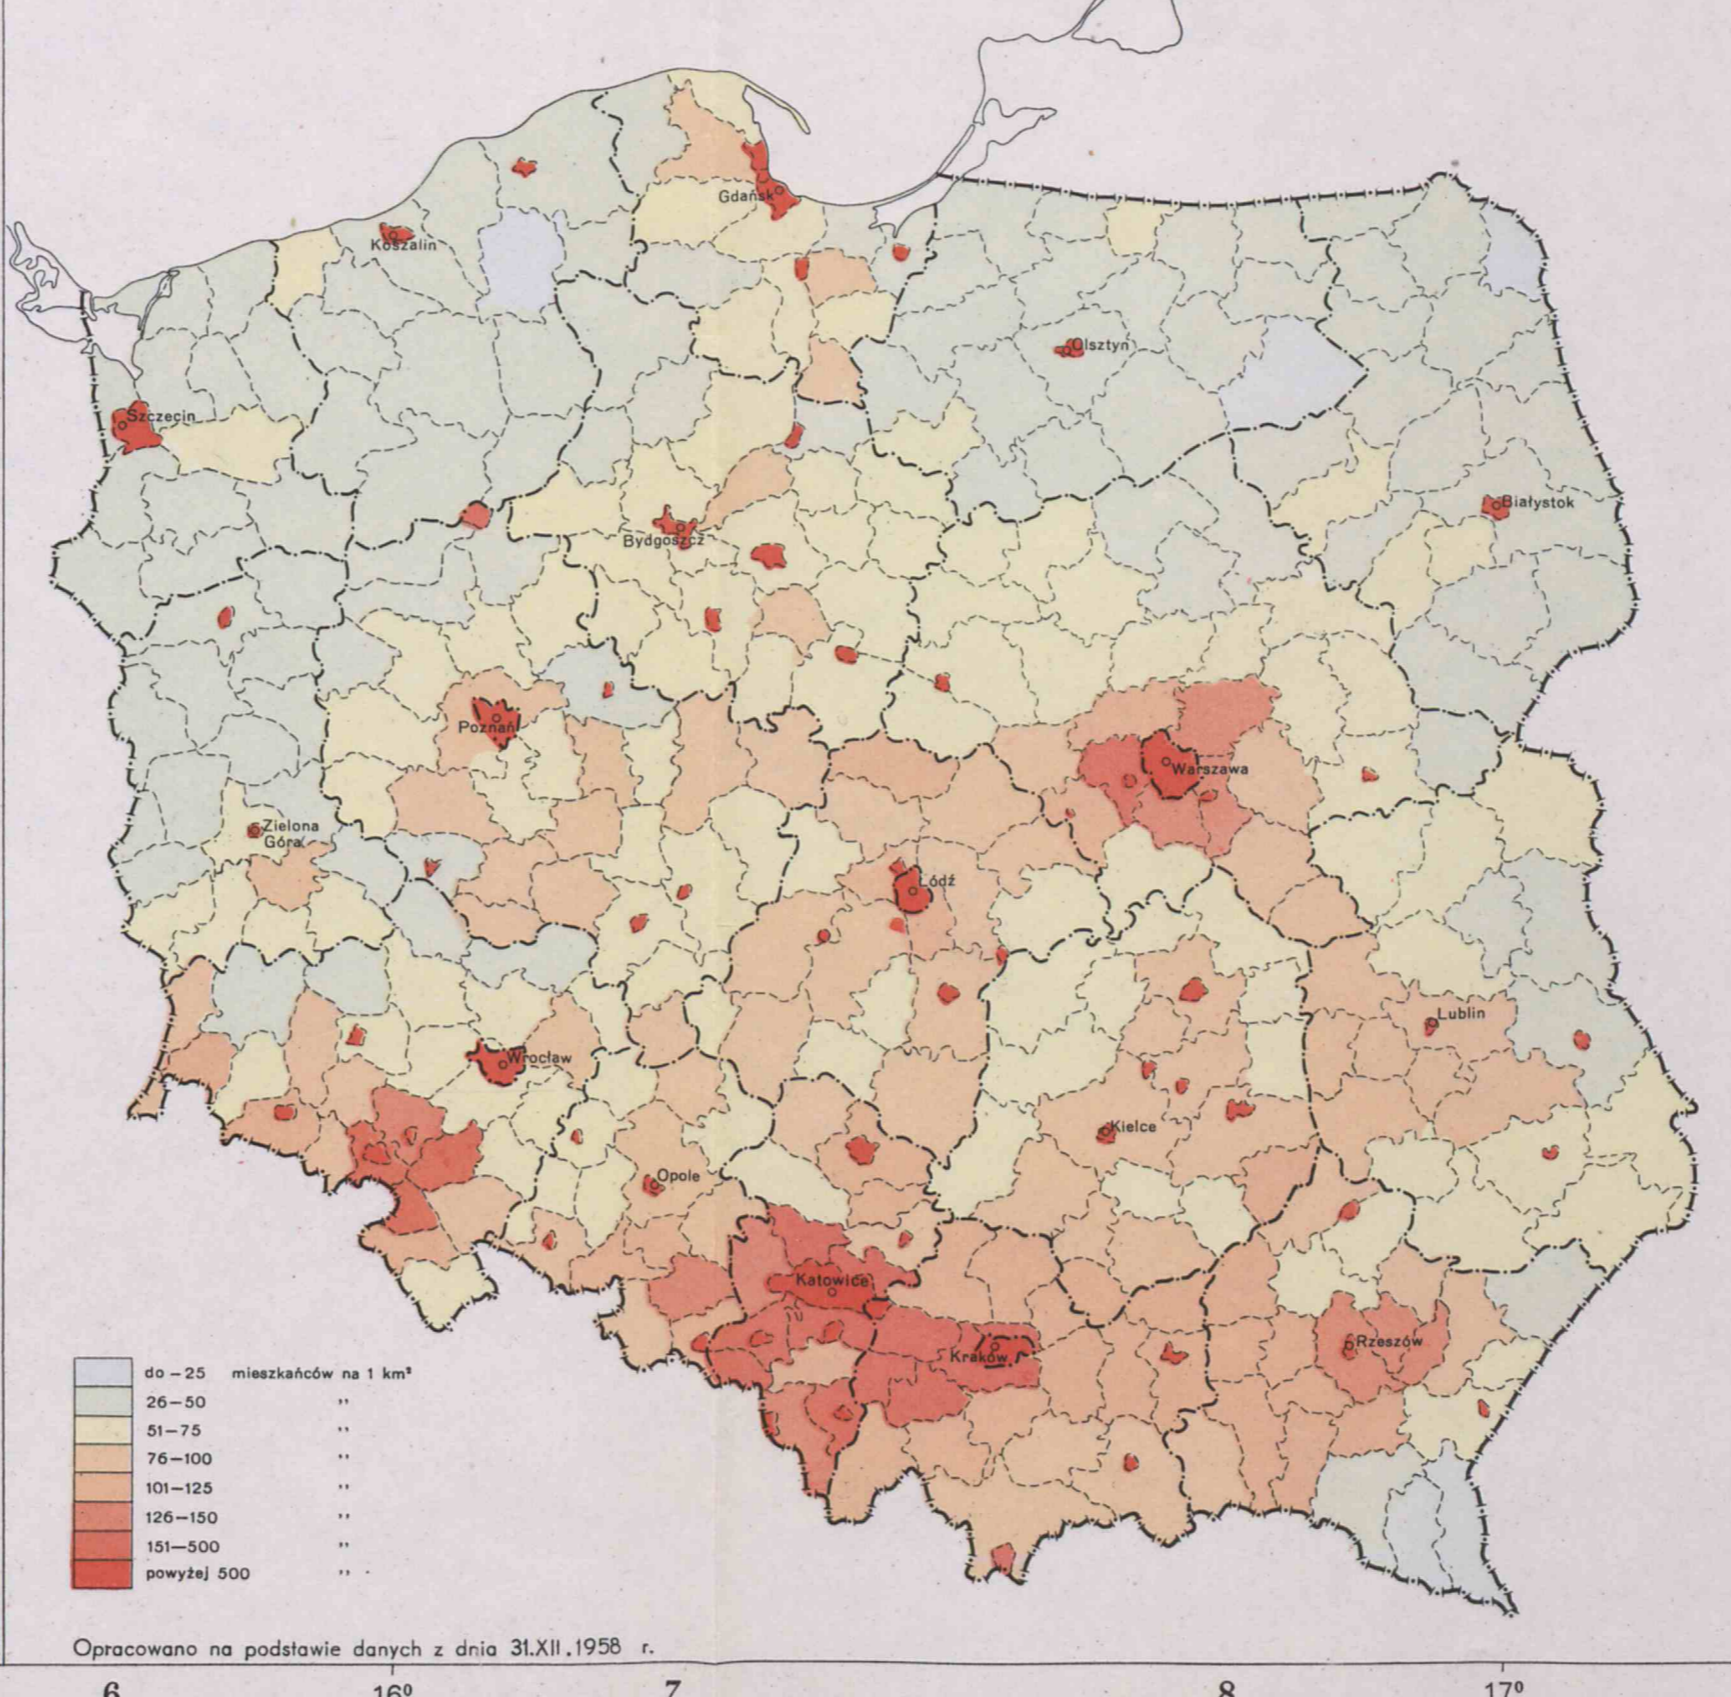 Gdańsk
Koszalin
Olsztyn
Szczecin
Białystok
Bydgoszcz
Poznań
Warszawa
Zielona
Góra
Łódź
Lublin
Wrocław
Kielce
Opole
Katowice
Kraków
Rzeszów
do – 25 mieszkańców na 1 km²
26–50 ,,
51–75 ,,
76–100 ,,
101–125 ,,
126–150 ,,
151–500 ,,
powyżej 500 ,,
Opracowano na podstawie danych z dnia 31.XII.1958 r.
6 16⁰ 7 8 17⁰